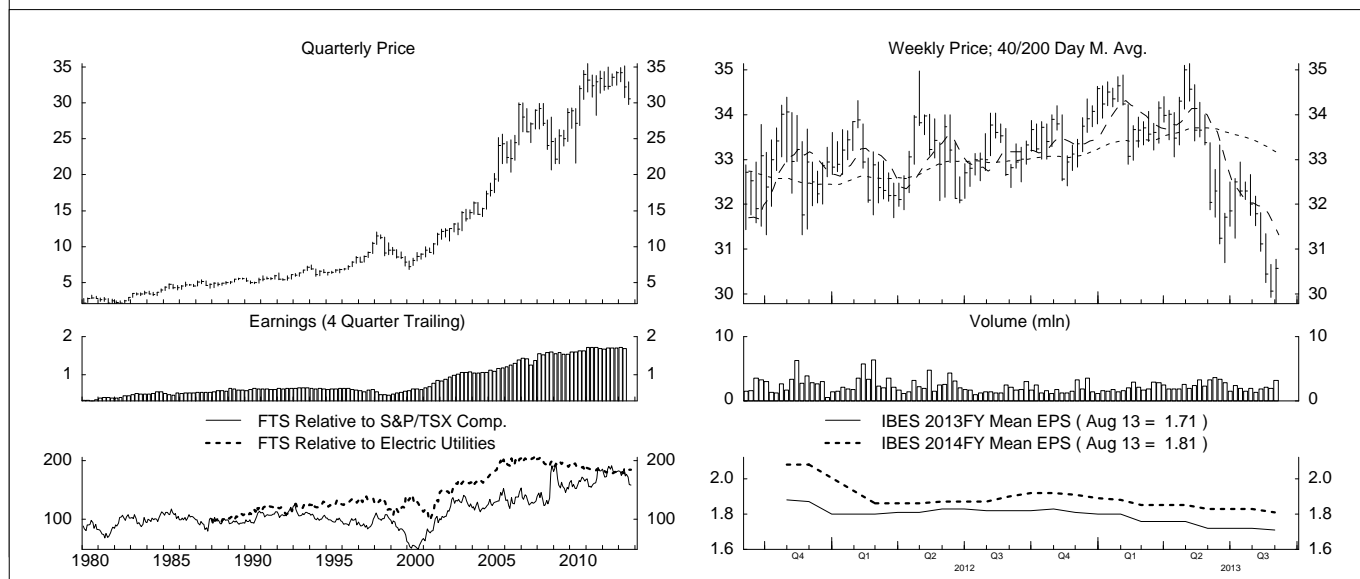 Quarterly Price
35 35
30 30
25 25
20 20
15 15
10 10
5 5
Earnings (4 Quarter Trailing)
2 2
1 1
FTS Relative to S&P/TSX Comp.
FTS Relative to Electric Utilities
200 200
100 100
1980 1985 1990 1995 2000 2005 2010
Weekly Price; 40/200 Day M. Avg.
35 35
34 34
33 33
32 32
31 31
30 30
Volume (mln)
10 10
0 0
IBES 2013FY Mean EPS ( Aug 13 = 1.71 )
IBES 2014FY Mean EPS ( Aug 13 = 1.81 )
2.0 2.0
1.8 1.8
1.6 1.6
Q4 Q1 Q2 Q3 Q4 Q1 Q2 Q3
2012 2013